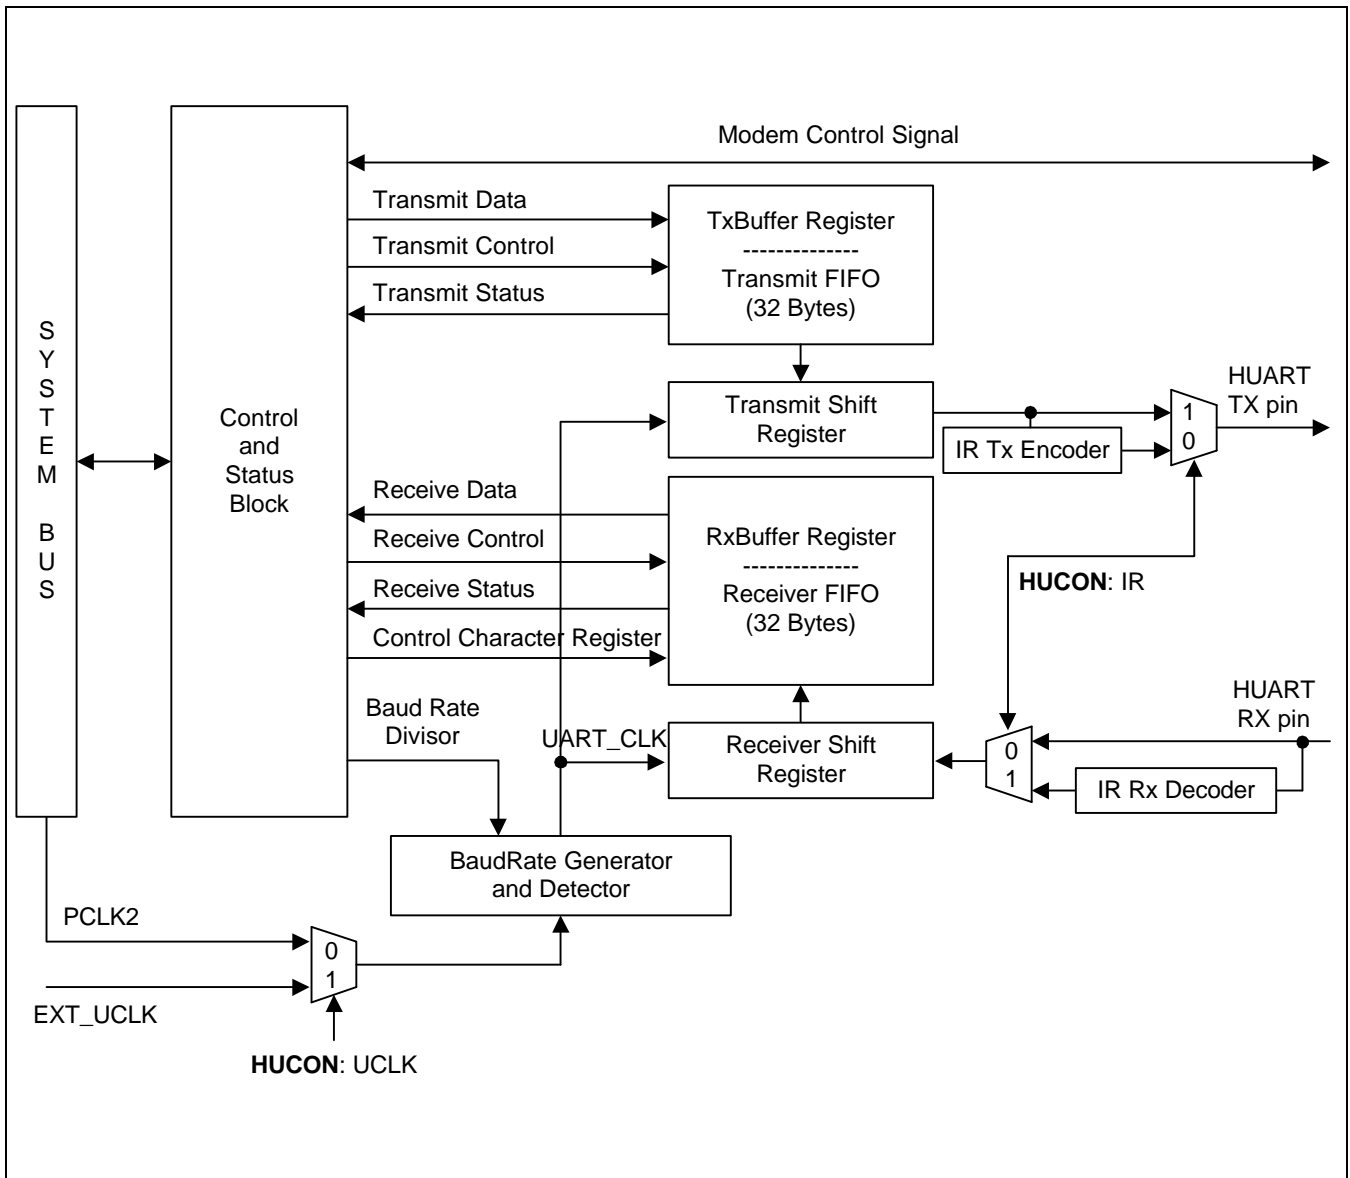 Modem Control Signal
Transmit Data
Transmit Control
Transmit Status
TxBuffer Register
--------------
Transmit FIFO
(32 Bytes)
SYSTEM BUS
Control
and
Status
Block
Transmit Shift
Register
IR Tx Encoder
1
0
HUART
TX pin
Receive Data
Receive Control
Receive Status
Control Character Register
RxBuffer Register
--------------
Receiver FIFO
(32 Bytes)
HUCON: IR
Baud Rate
Divisor
UART_CLK
Receiver Shift
Register
0
1
HUART
RX pin
IR Rx Decoder
BaudRate Generator
and Detector
PCLK2
EXT_UCLK
0
1
HUCON: UCLK